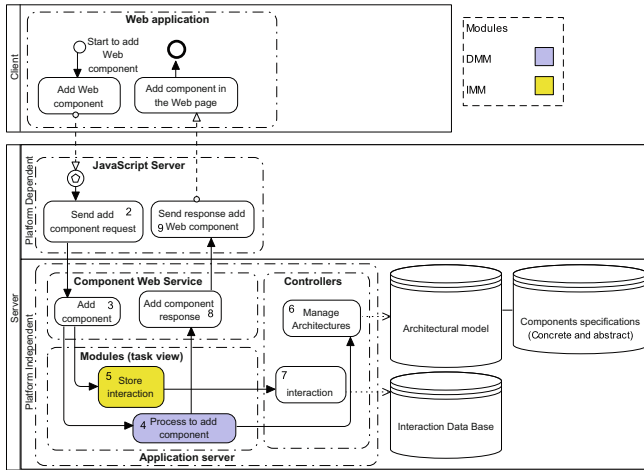 Web application
Start to add
Web
component
Add Web
component
Add component in
the Web page
Client
Modules
DMM
IMM
Server
Platform Dependent
JavaScript Server
Send add 2
component request
Send response add
9 Web component
Platform Independent
Component Web Service
Add 3
component
Add component
response 8
Controllers
6 Manage
Architectures
7
interaction
Modules (task view)
5 Store
interaction
4 Process to add
component
Application server
Architectural model
Components specifications
(Concrete and abstract)
Interaction Data Base